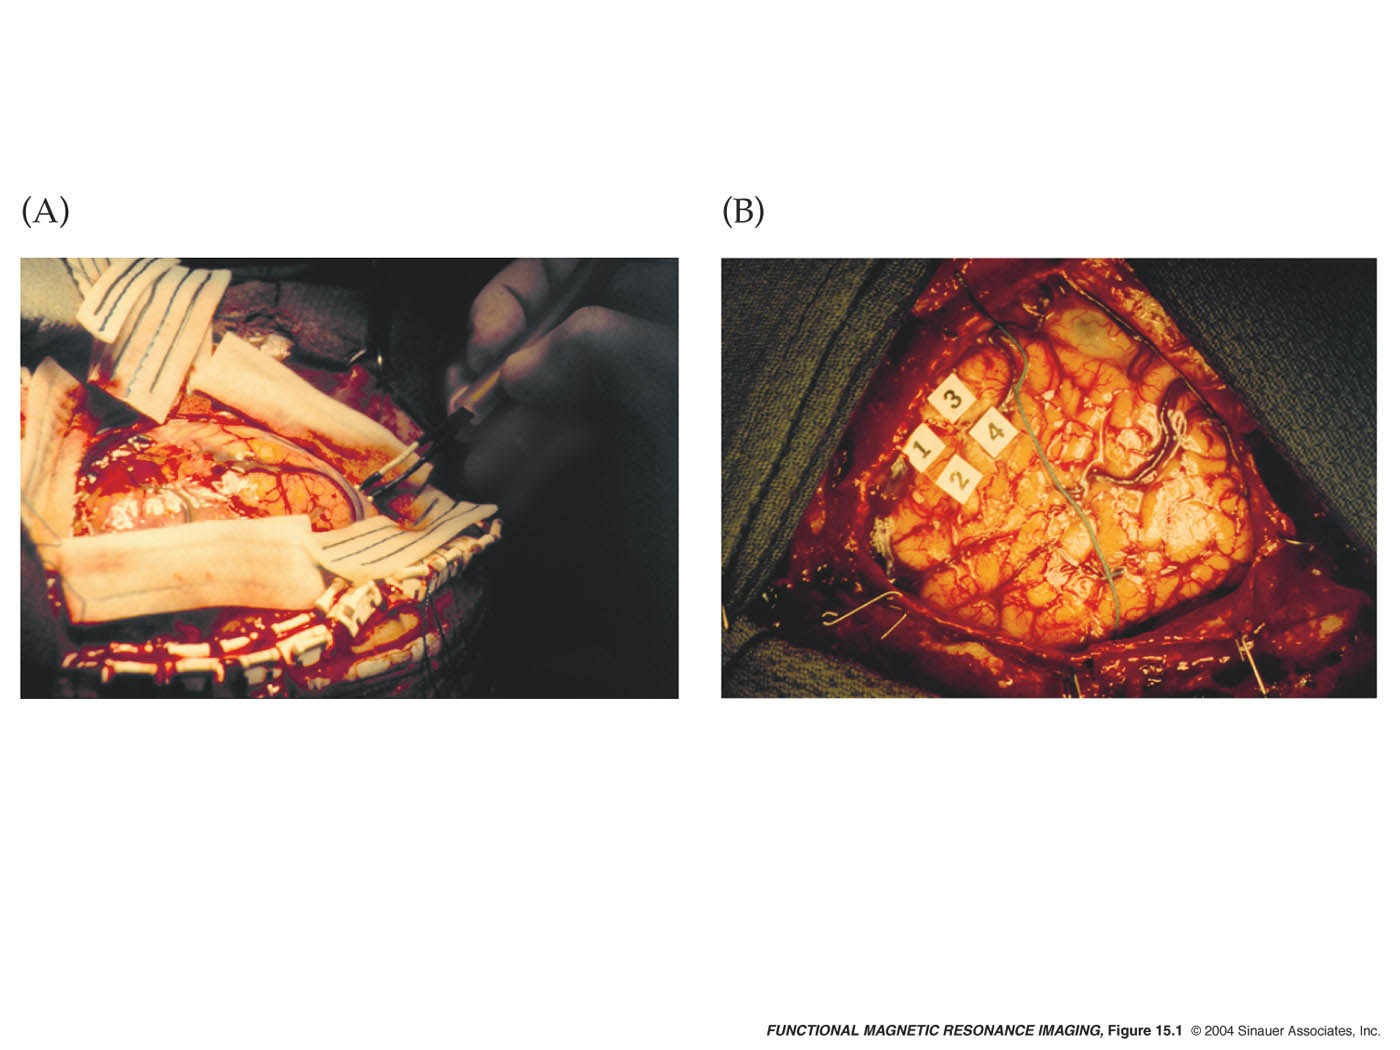 (A)
(B)
3
4
1
2
FUNCTIONAL MAGNETIC RESONANCE IMAGING, Figure 15.1 © 2004 Sinauer Associates, Inc.